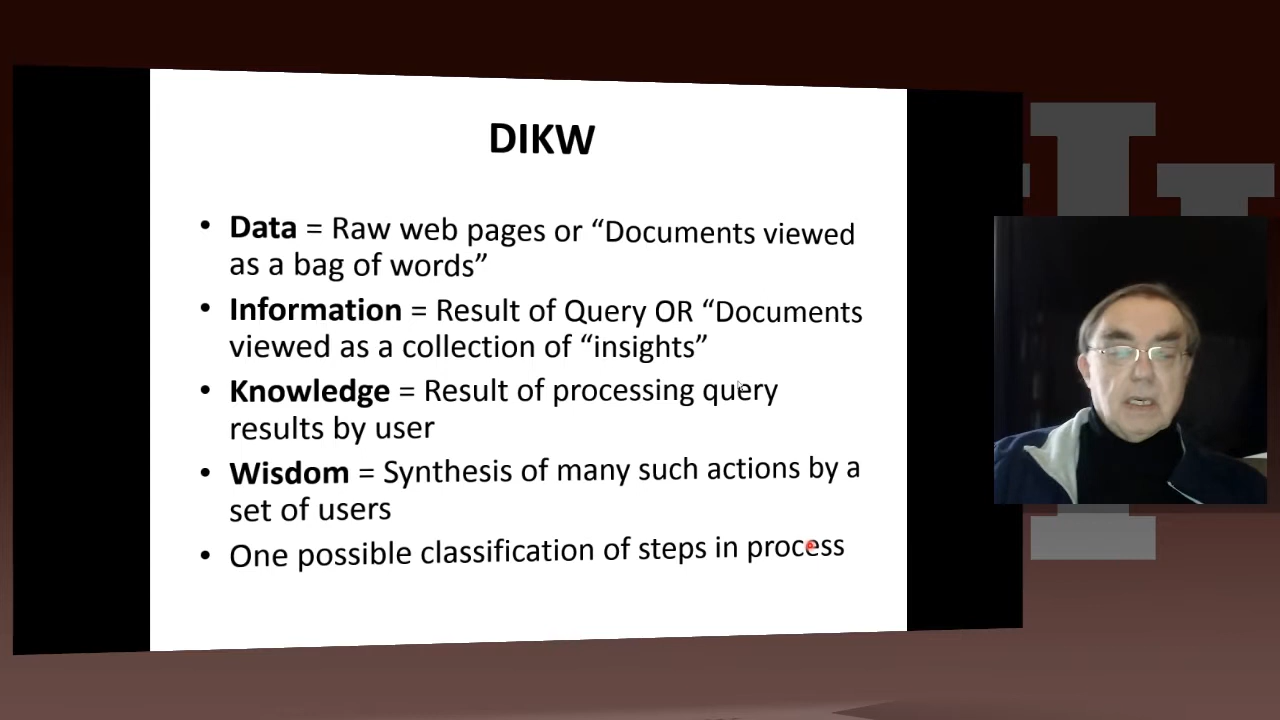 DIKW
• Data = Raw web pages or “Documents viewed
as a bag of words”
• Information = Result of Query OR “Documents
viewed as a collection of “insights”
• Knowledge = Result of processing query
results by user
• Wisdom = Synthesis of many such actions by a
set of users
• One possible classification of steps in process